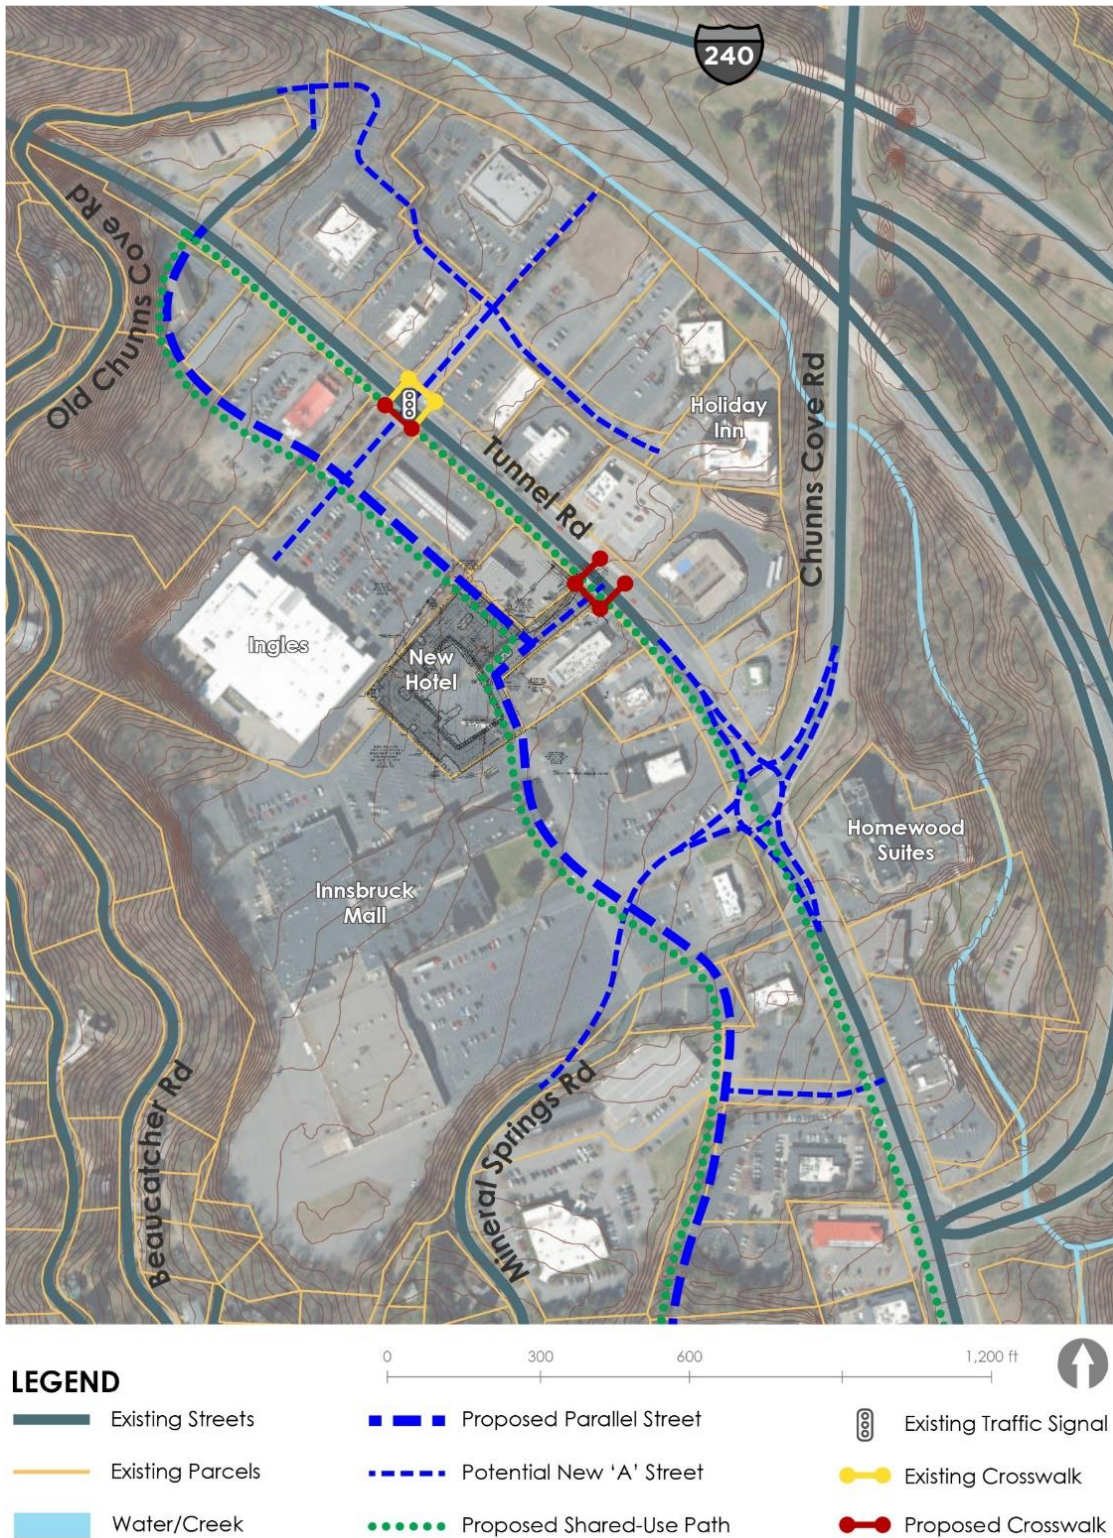 240
Old Chunns Cove Rd
Tunnel Rd
Holiday
Inn
Chunns Cove Rd
Ingles
New
Hotel
Homewood
Suites
Innsbruck
Mall
Beaucatcher Rd
Mineral Springs Rd
LEGEND
0 300 600 1,200 ft
Existing Streets
Proposed Parallel Street
Existing Traffic Signal
Existing Parcels
Potential New 'A' Street
Existing Crosswalk
Water/Creek
Proposed Shared-Use Path
Proposed Crosswalk